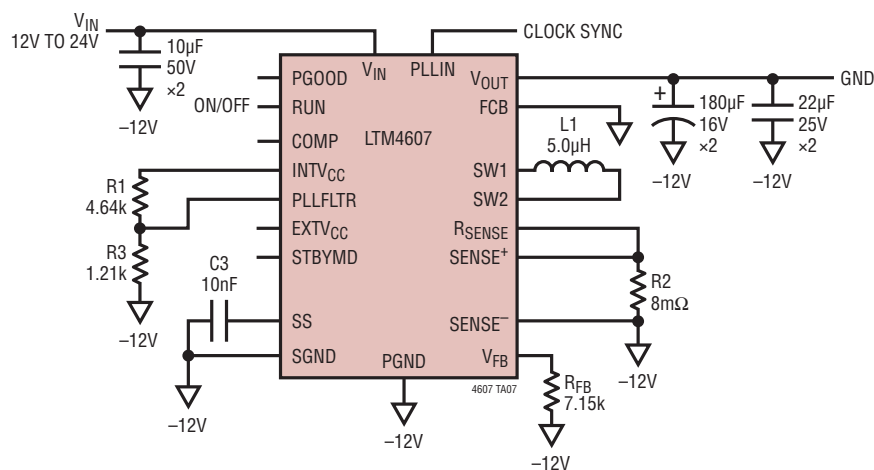 VIN
12V TO 24V
10µF
50V
×2
–12V
CLOCK SYNC
VIN
PLLIN
PGOOD
ON/OFF
RUN
COMP
INTVCC
PLLFLTR
EXTVCC
STBYMD
SS
SGND
PGND
LTM4607
VOUT
FCB
SW1
SW2
RSENSE
SENSE+
SENSE–
VFB
4607 TA07
R1
4.64k
R3
1.21k
–12V
C3
10nF
–12V
–12V
L1
5.0µH
GND
+
180µF
16V
×2
–12V
22µF
25V
×2
–12V
R2
8mΩ
–12V
RFB
7.15k
–12V